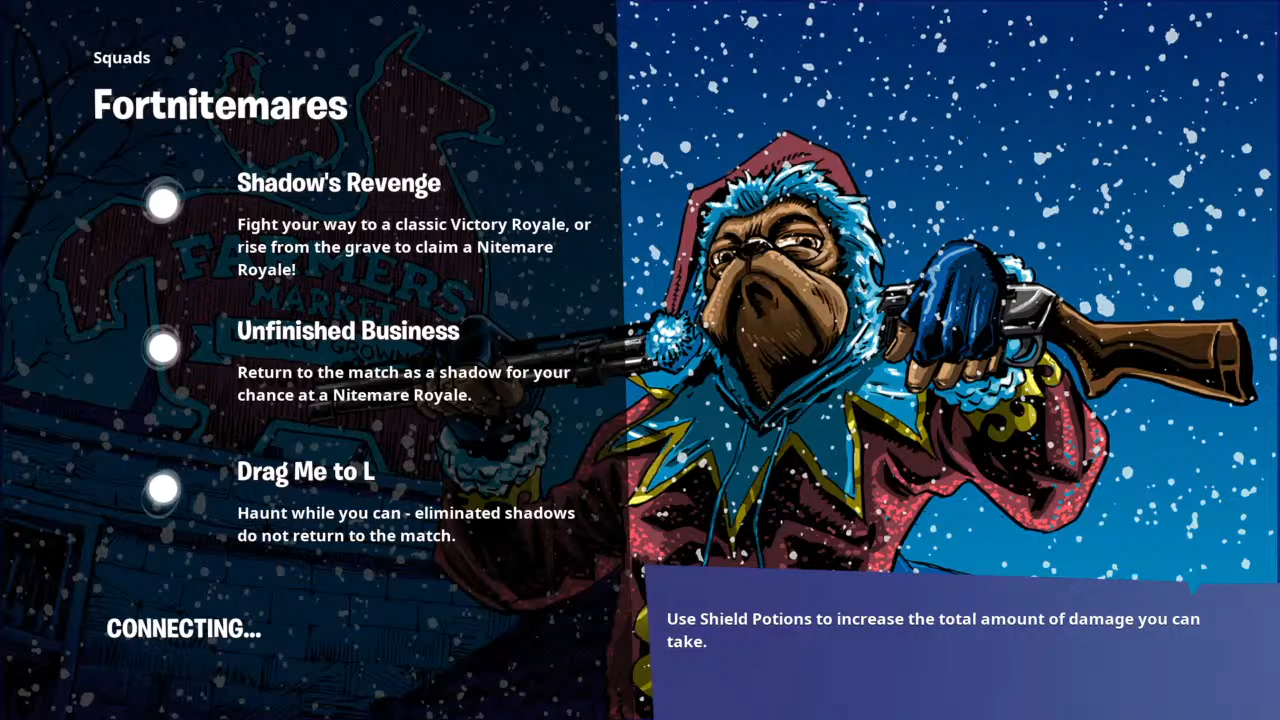 Squads
Fortnitemares
Shadow's Revenge
Fight your way to a classic Victory Royale, or
rise from the grave to claim a Nitemare
Royale!
FARMERS
MARKET
Unfinished Business
Return to the match as a shadow for your
chance at a Nitemare Royale.
Drag Me to L
Haunt while you can - eliminated shadows
do not return to the match.
CONNECTING...
Use Shield Potions to increase the total amount of damage you can
take.